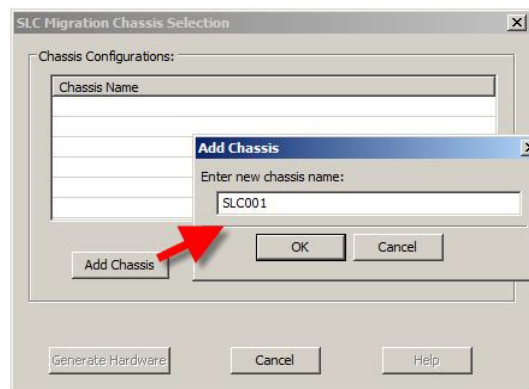 SLC Migration Chassis Selection
Chassis Configurations:
Chassis Name
Add Chassis
Enter new chassis name:
SLC001
OK
Cancel
Add Chassis
Generate Hardware
Cancel
Help